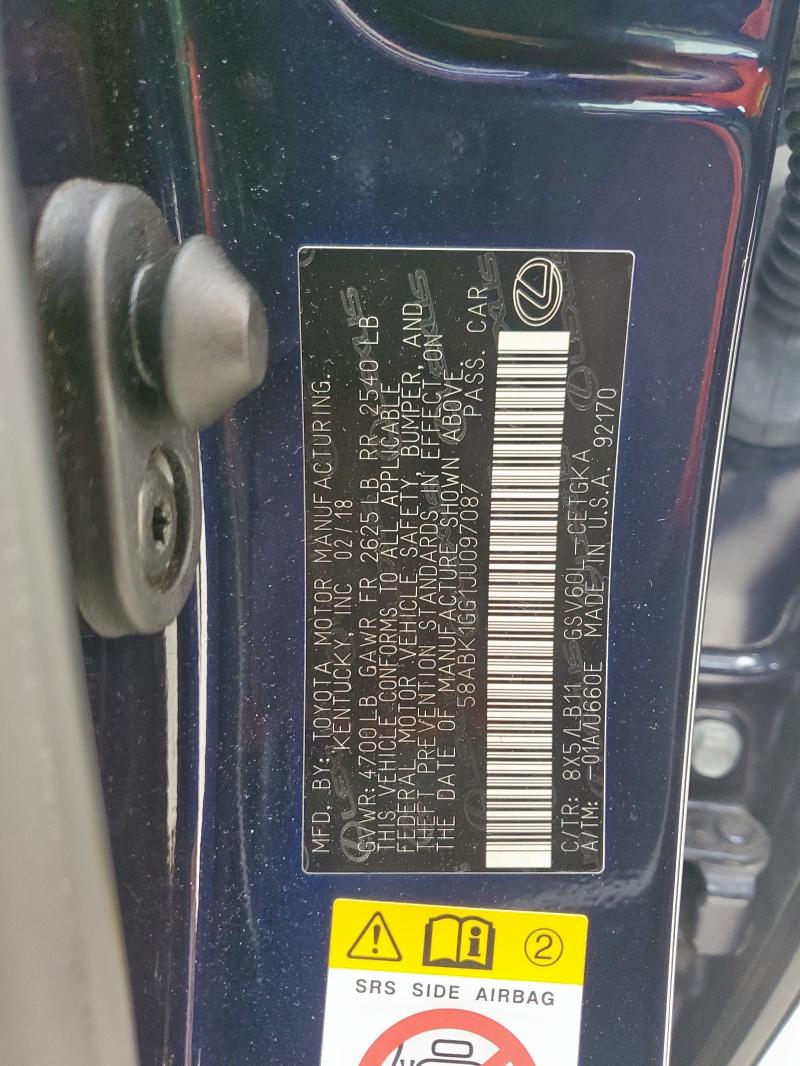 MFD. BY: TOYOTA MOTOR MANUFACTURING.
KENTUCKY, INC 02/18
GVWR: 4700LB GAWR FR 2625LB RR 2540 LB
THIS VEHICLE CONFORMS TO ALL APPLICABLE
FEDERAL MOTOR VEHICLE SAFETY, BUMPER, AND
THEFT PREVENTION STANDARDS IN EFFECT ON
THE DATE OF MANUFACTURE SHOWN ABOVE.
58ABK1GG1JU097087 PASS. CAR
C/TR: 8X5/LB11 GSV60L-CETGKA
A/TM: -01A/U660E MADE IN U.S.A. 92170
2
SRS SIDE AIRBAG